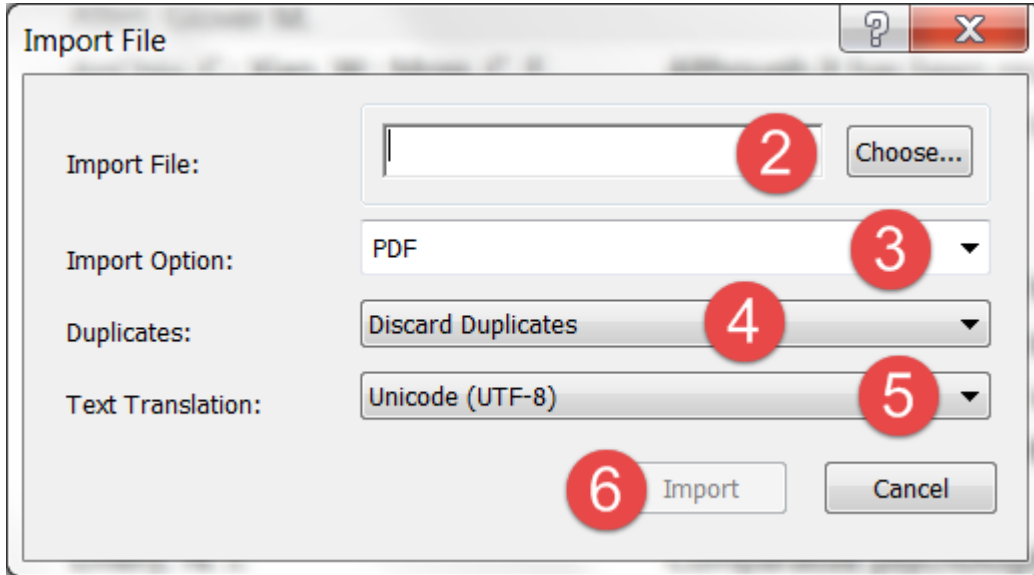 Import File
Import File:
2
Choose...
Import Option:
PDF
3
Duplicates:
Discard Duplicates
4
Text Translation:
Unicode (UTF-8)
5
6
Import
Cancel